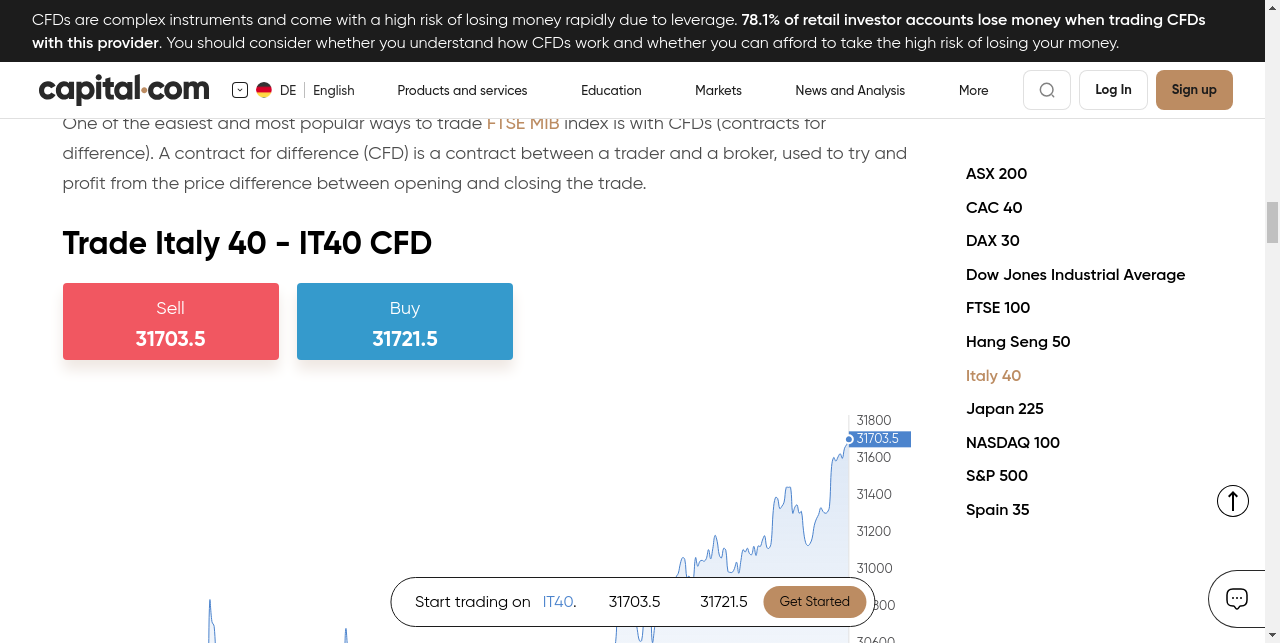 CFDs are complex instruments and come with a high risk of losing money rapidly due to leverage. 78.1% of retail investor accounts lose money when trading CFDs
with this provider. You should consider whether you understand how CFDs work and whether you can afford to take the high risk of losing your money.
capital.com
DE English
Products and services
Education
Markets
News and Analysis
More
Log In
Sign up
One of the easiest and most popular ways to trade FTSE MIB index is with CFDs (contracts for
difference). A contract for difference (CFD) is a contract between a trader and a broker, used to try and
profit from the price difference between opening and closing the trade.
Trade Italy 40 - IT40 CFD
Sell
31703.5
Buy
31721.5
31800
31703.5
31600
31400
31200
31000
30600
ASX 200
CAC 40
DAX 30
Dow Jones Industrial Average
FTSE 100
Hang Seng 50
Italy 40
Japan 225
NASDAQ 100
S&P 500
Spain 35
Start trading on IT40. 31703.5 31721.5 Get Started